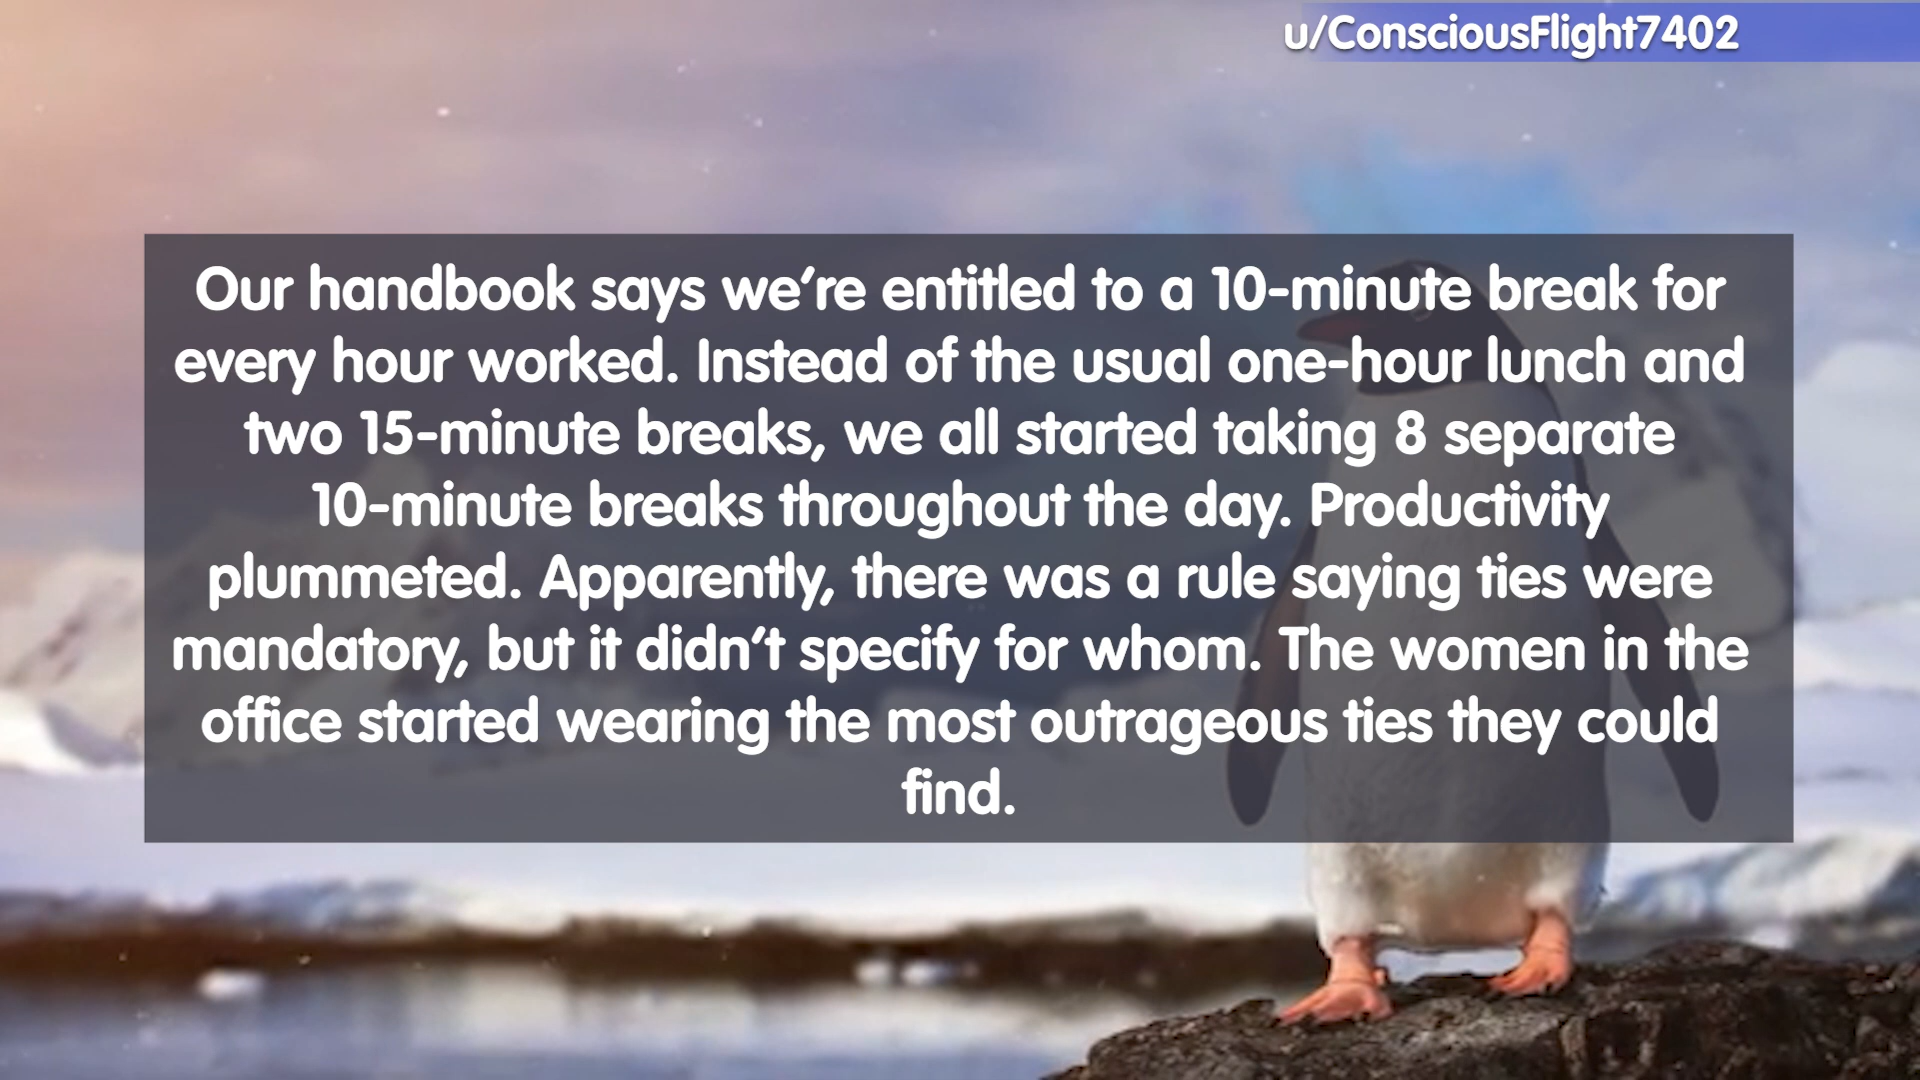 u/ConsciousFlight7402
Our handbook says we're entitled to a 10-minute break for
every hour worked. Instead of the usual one-hour lunch and
two 15-minute breaks, we all started taking 8 separate
10-minute breaks throughout the day. Productivity
plummeted. Apparently, there was a rule saying ties were
mandatory, but it didn't specify for whom. The women in the
office started wearing the most outrageous ties they could
find.